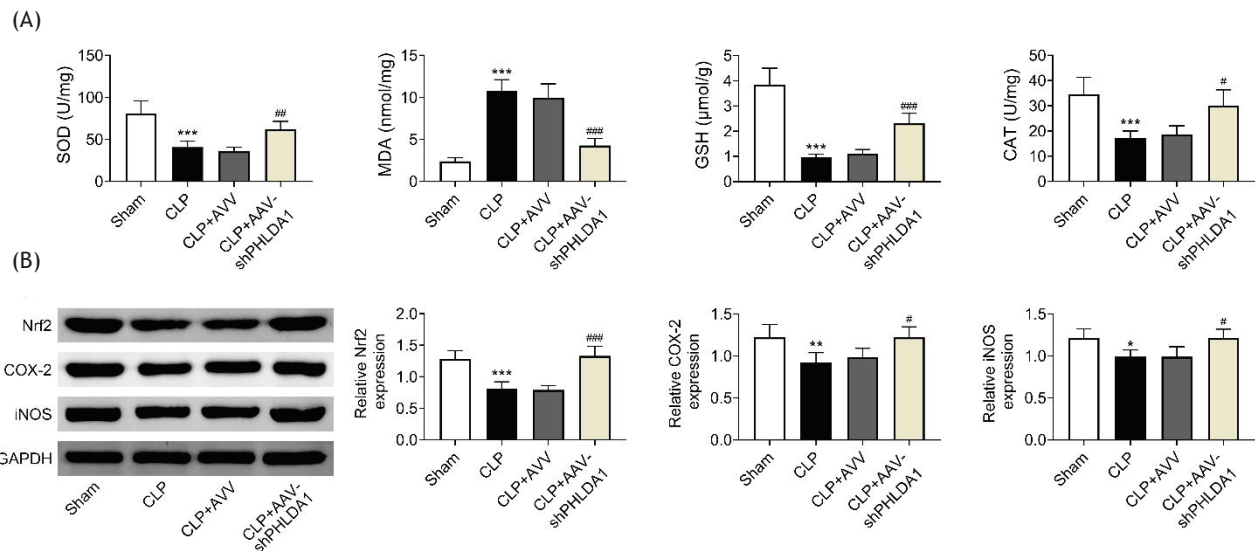 (A)
SOD (U/mg)
150
100
50
0
***
##
Sham
CLP
CLP+AVV
CLP+AAV-
shPHLDA1
MDA (nmol/mg)
15
10
5
0
***
###
Sham
CLP
CLP+AVV
CLP+AAV-
shPHLDA1
GSH (μmol/g)
5
4
3
2
1
0
***
###
Sham
CLP
CLP+AVV
CLP+AAV-
shPHLDA1
CAT (U/mg)
50
40
30
20
10
0
***
#
Sham
CLP
CLP+AVV
CLP+AAV-
shPHLDA1
(B)
Nrf2
COX-2
iNOS
GAPDH
Sham
CLP
CLP+AVV
CLP+AAV-
shPHLDA1
Relative Nrf2
expression
2.0
1.5
1.0
0.5
0.0
***
###
Sham
CLP
CLP+AVV
CLP+AAV-
shPHLDA1
Relative COX-2
expression
1.5
1.0
0.5
0.0
**
#
Sham
CLP
CLP+AVV
CLP+AAV-
shPHLDA1
Relative iNOS
expression
1.5
1.0
0.5
0.0
*
#
Sham
CLP
CLP+AVV
CLP+AAV-
shPHLDA1